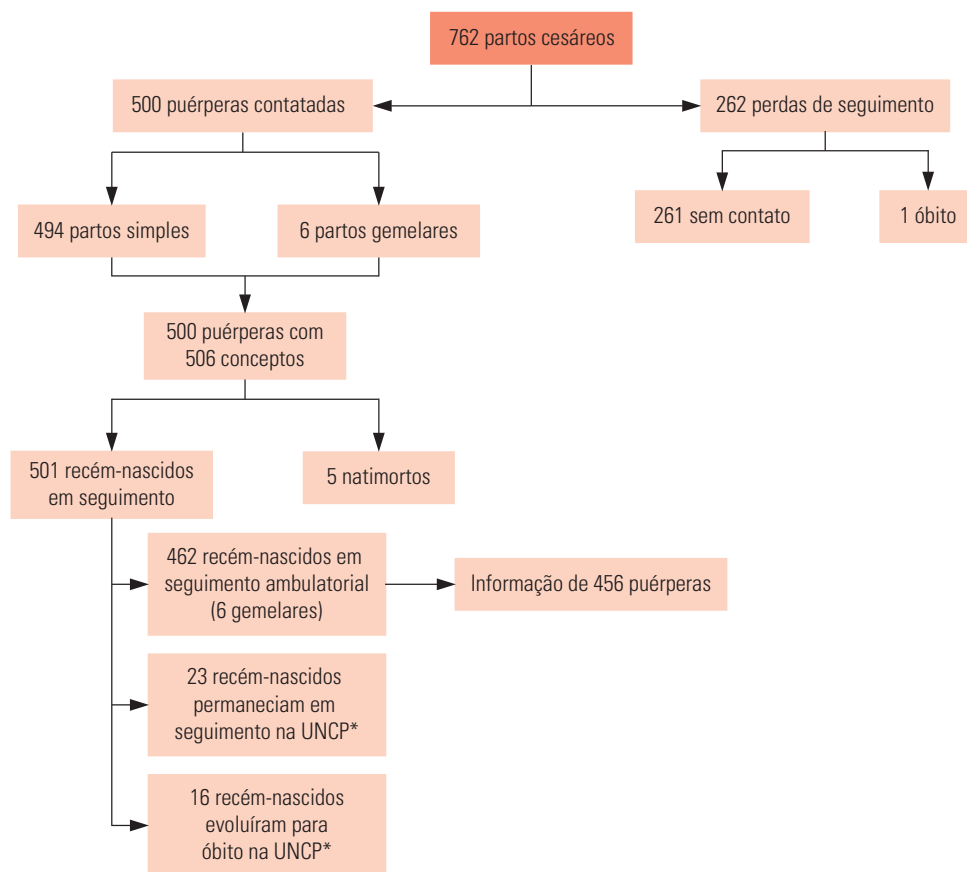 762 partos cesáreos
500 puérperas contatadas
262 perdas de seguimento
494 partos simples
6 partos gemelares
261 sem contato
1 óbito
500 puérperas com
506 conceptos
501 recém-nascidos
em seguimento
5 natimortos
462 recém-nascidos em
seguimento ambulatorial
(6 gemelares)
Informação de 456 puérperas
23 recém-nascidos
permaneciam em
seguimento na UNCP*
16 recém-nascidos
evoluíram para
óbito na UNCP*